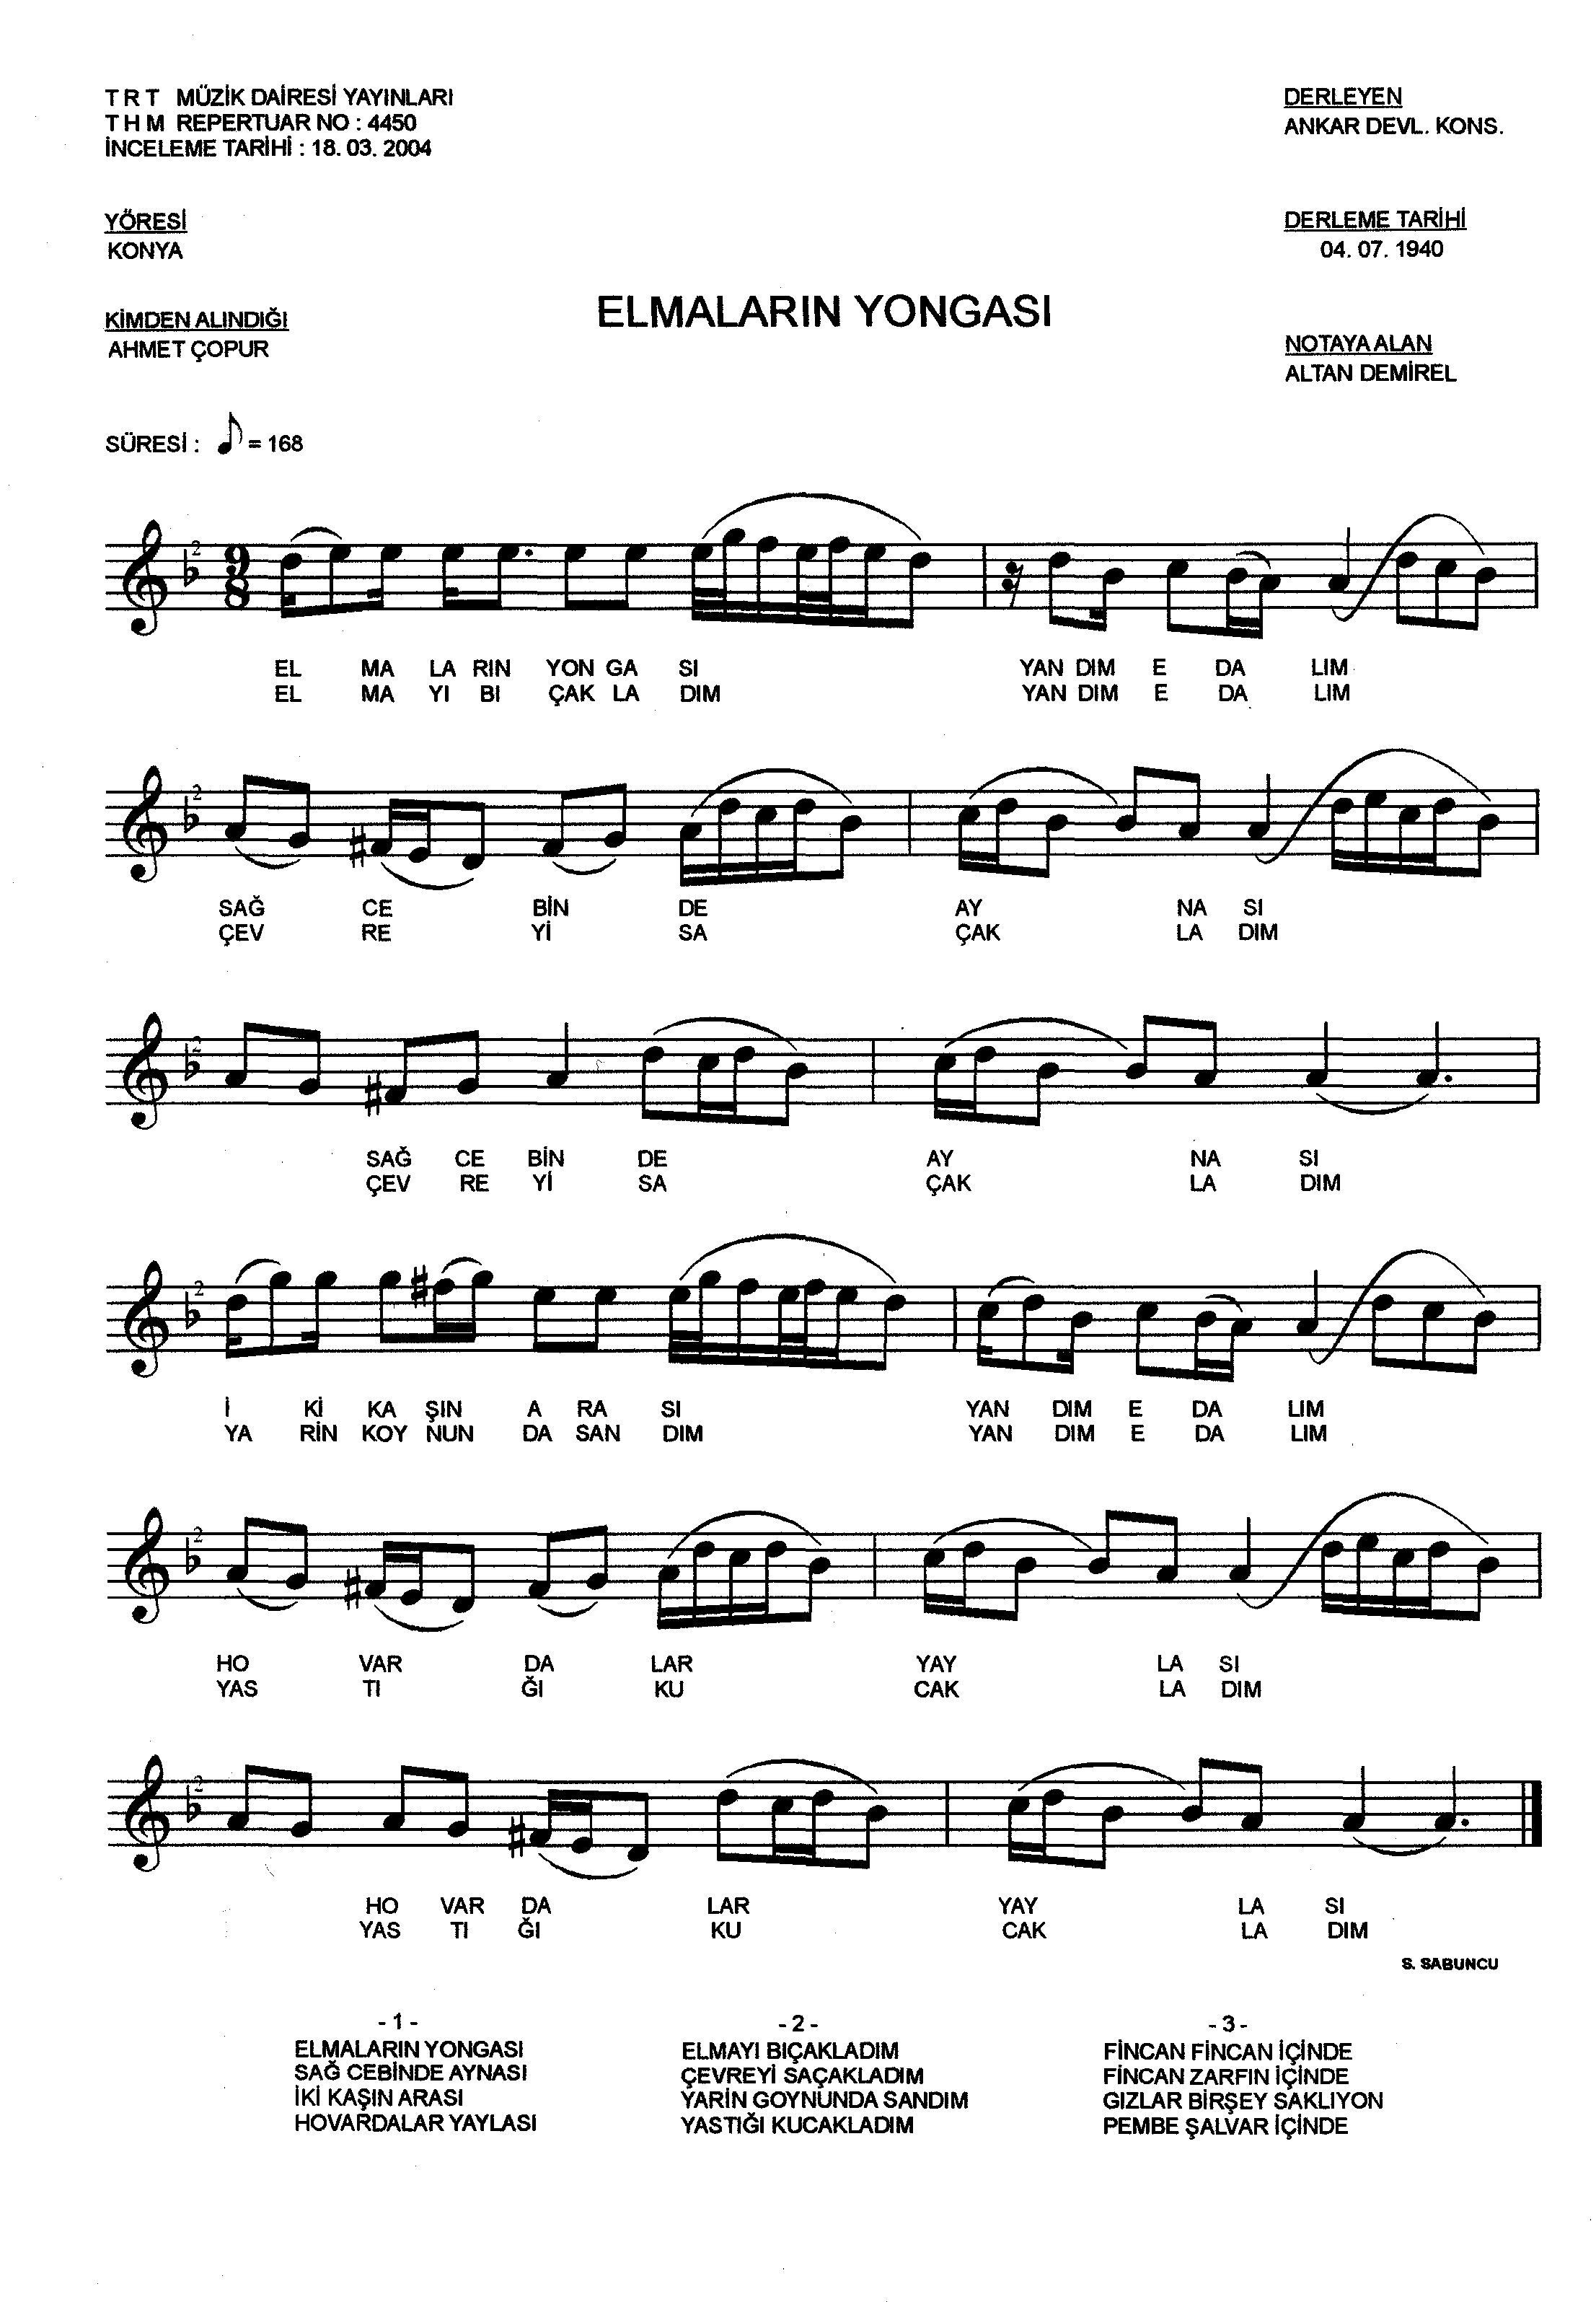 T R T MÜZİK DAİRESİ YAYINLARI
T H M REPERTUAR NO : 4450
İNCELEME TARİHİ : 18. 03. 2004
DERLEYEN
ANKAR DEVL. KONS.
YÖRESİ
KONYA
DERLEME TARİHİ
04. 07. 1940
KİMDEN ALINDIĞI
AHMET ÇOPUR
ELMALARIN YONGASI
NOTAYA ALAN
ALTAN DEMİREL
SÜRESİ : ♪ = 168
2 9 8
EL MA LA RIN YON GA SI YAN DIM E DA LIM
EL MA YI BI ÇAK LA DIM YAN DIM E DA LIM
2
SAĞ CE BİN DE AY NA SI
ÇEV RE Yİ SA ÇAK LA DIM
2
SAĞ CE BİN DE AY NA SI
ÇEV RE Yİ SA ÇAK LA DIM
2
İ Kİ KA ŞIN A RA SI YAN DIM E DA LIM
YA RİN KOY NUN DA SAN DIM YAN DIM E DA LIM
2
HO VAR DA LAR YAY LA SI
YAS TI ĞI KU CAK LA DIM
2
HO VAR DA LAR YAY LA SI
YAS TI ĞI KU CAK LA DIM
S. SABUNCU
- 1 -
ELMALARIN YONGASI
SAĞ CEBİNDE AYNASI
İKİ KAŞIN ARASI
HOVARDALAR YAYLASI
- 2 -
ELMAYI BIÇAKLADIM
ÇEVREYİ SAÇAKLADIM
YARİN GOYNUNDA SANDIM
YASTIĞI KUCAKLADIM
- 3 -
FİNCAN FİNCAN İÇİNDE
FİNCAN ZARFIN İÇİNDE
GIZLAR BİRŞEY SAKLIYON
PEMBE ŞALVAR İÇİNDE